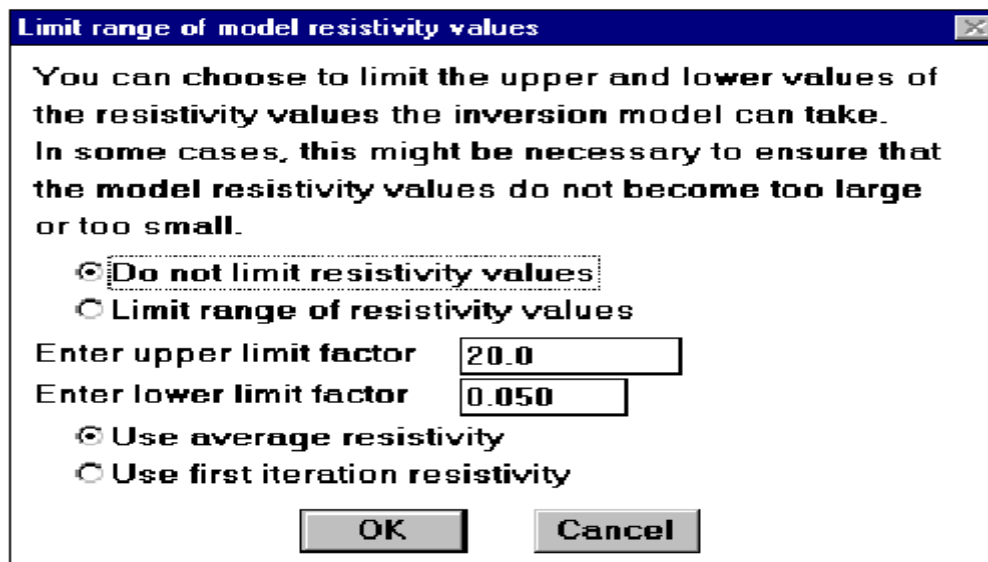 Limit range of model resistivity values
You can choose to limit the upper and lower values of
the resistivity values the inversion model can take.
In some cases, this might be necessary to ensure that
the model resistivity values do not become too large
or too small.
Do not limit resistivity values
Limit range of resistivity values
Enter upper limit factor 20.0
Enter lower limit factor 0.050
Use average resistivity
Use first iteration resistivity
OK Cancel